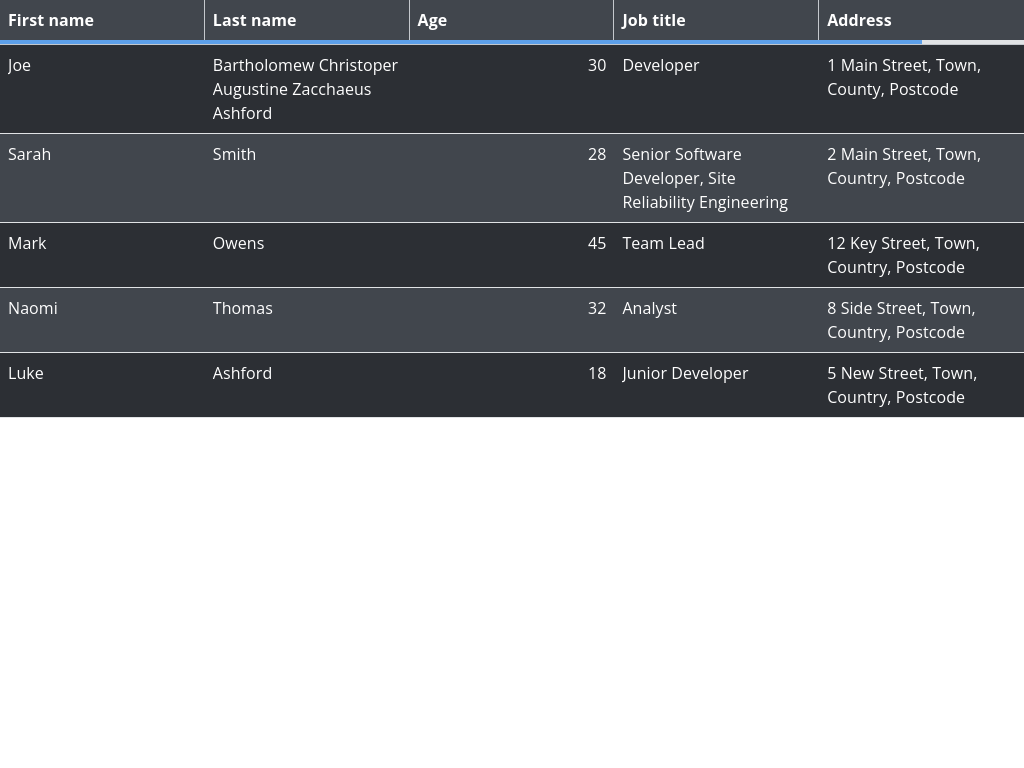 First name Last name Age Job title Address
Joe Bartholomew Christoper 30 Developer 1 Main Street, Town,
Augustine Zacchaeus County, Postcode
Ashford
Sarah Smith 28 Senior Software 2 Main Street, Town,
Developer, Site Country, Postcode
Reliability Engineering
Mark Owens 45 Team Lead 12 Key Street, Town,
Country, Postcode
Naomi Thomas 32 Analyst 8 Side Street, Town,
Country, Postcode
Luke Ashford 18 Junior Developer 5 New Street, Town,
Country, Postcode